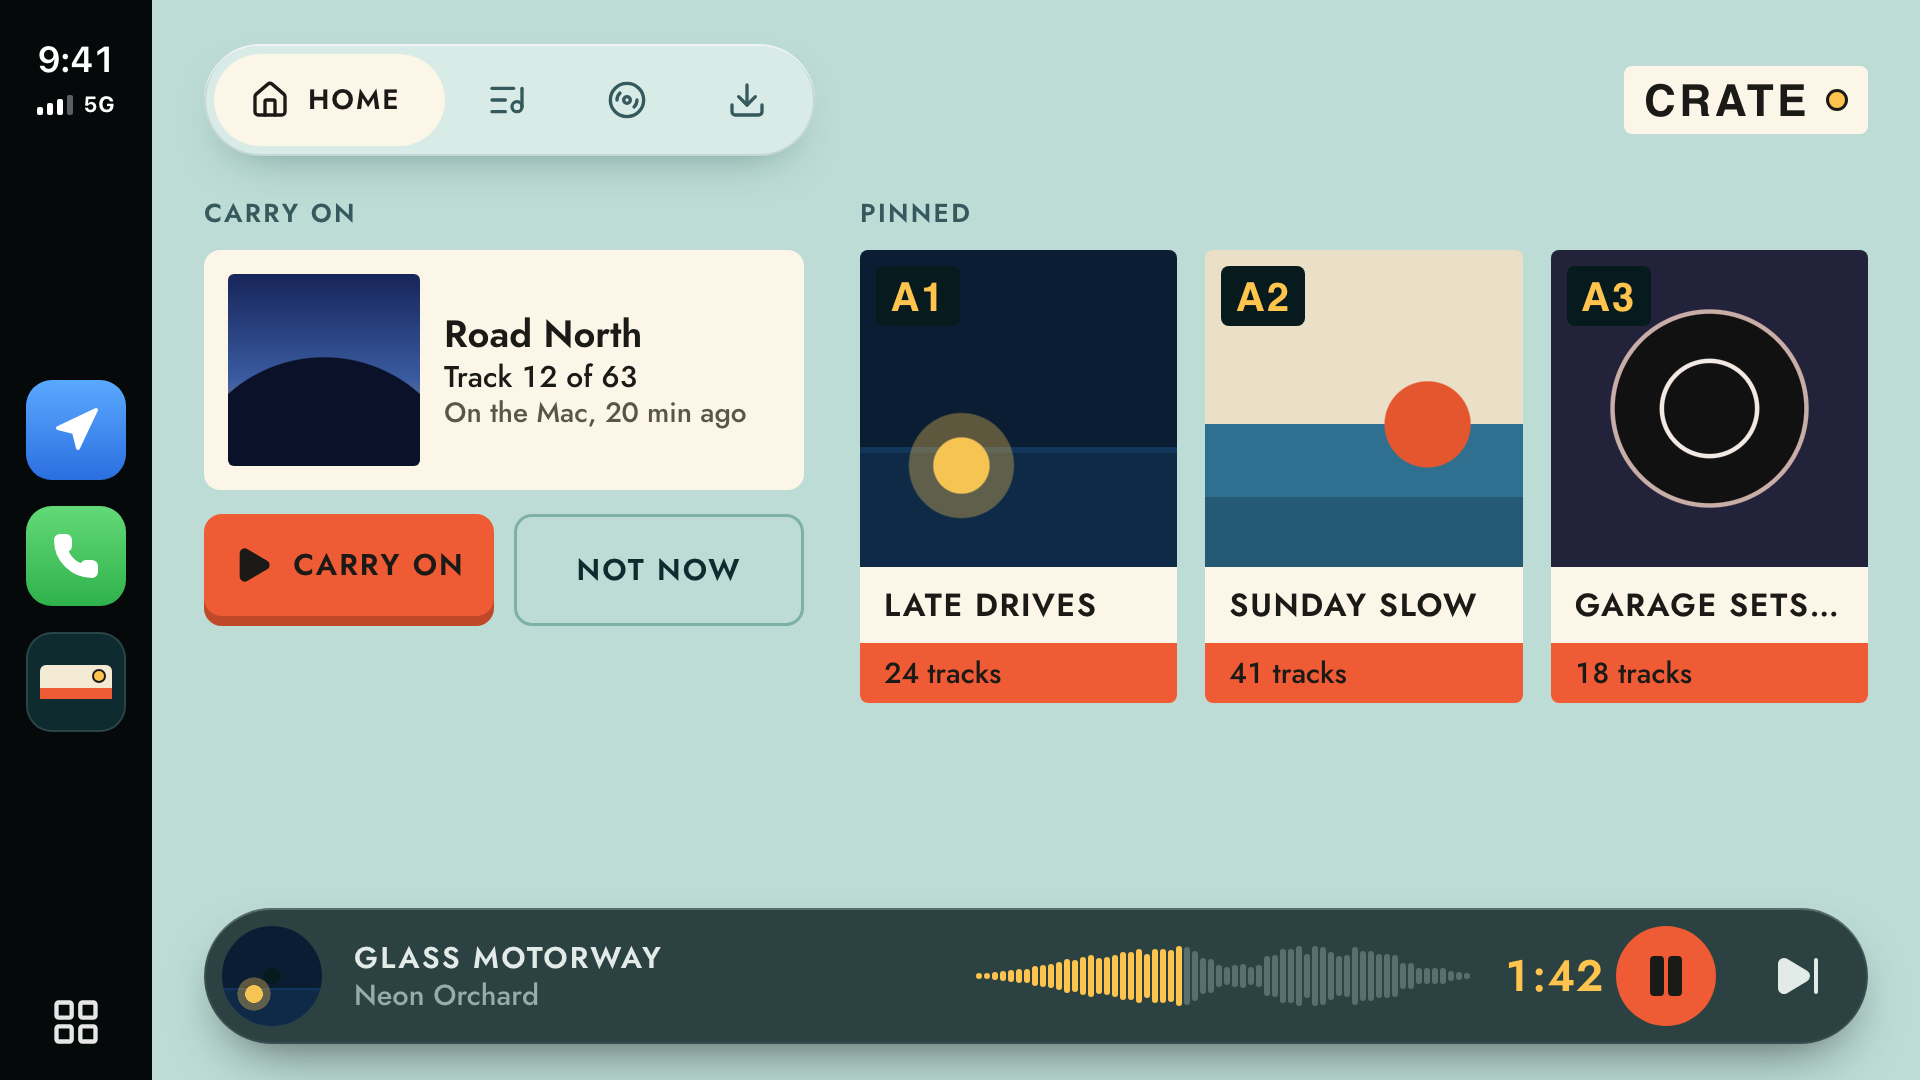 9:41
5G
HOME
CRATE
CARRY ON
Road North
Track 12 of 63
On the Mac, 20 min ago
CARRY ON
NOT NOW
PINNED
A1
LATE DRIVES
24 tracks
A2
SUNDAY SLOW
41 tracks
A3
GARAGE SETS...
18 tracks
GLASS MOTORWAY
Neon Orchard
1:42